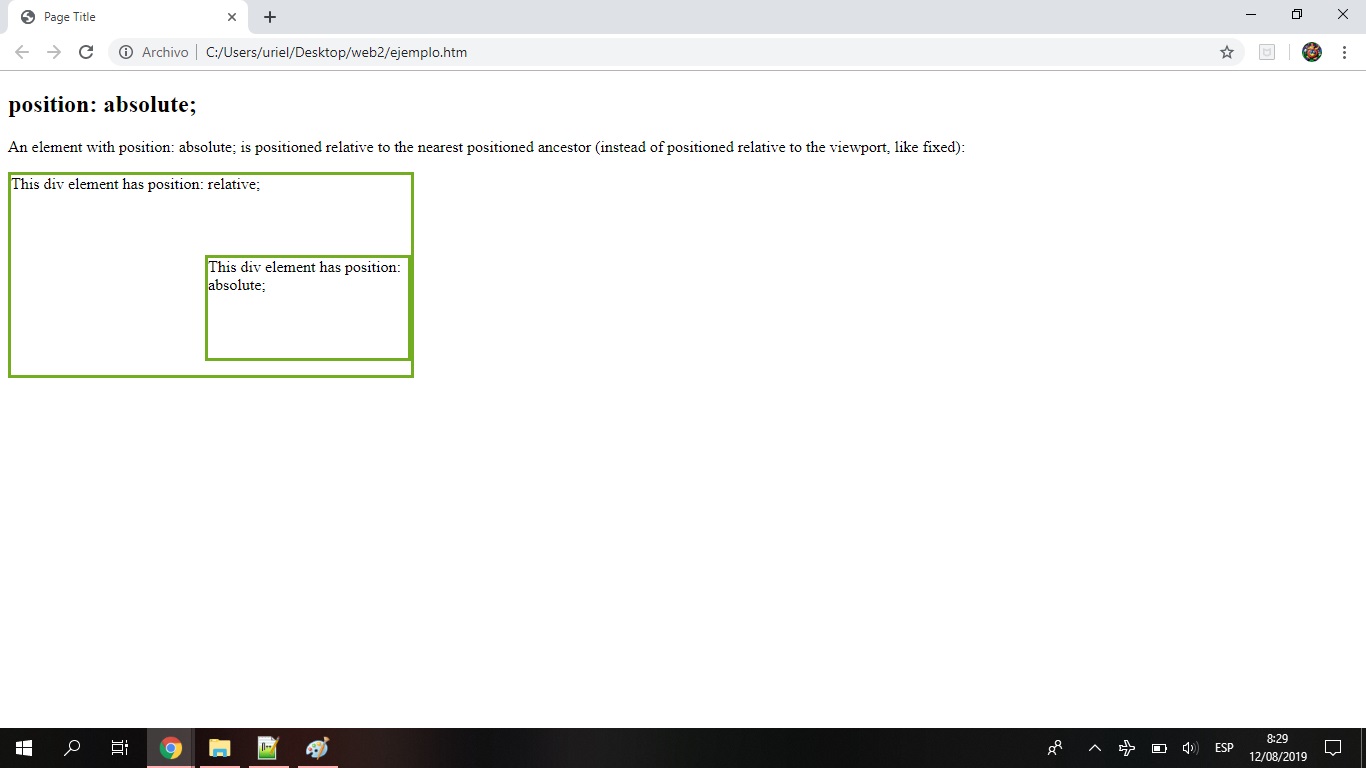 Page Title
Archivo C:/Users/uriel/Desktop/web2/ejemplo.htm
position: absolute;
An element with position: absolute; is positioned relative to the nearest positioned ancestor (instead of positioned relative to the viewport, like fixed):
This div element has position: relative;
This div element has position:
absolute;
ESP
8:29
12/08/2019